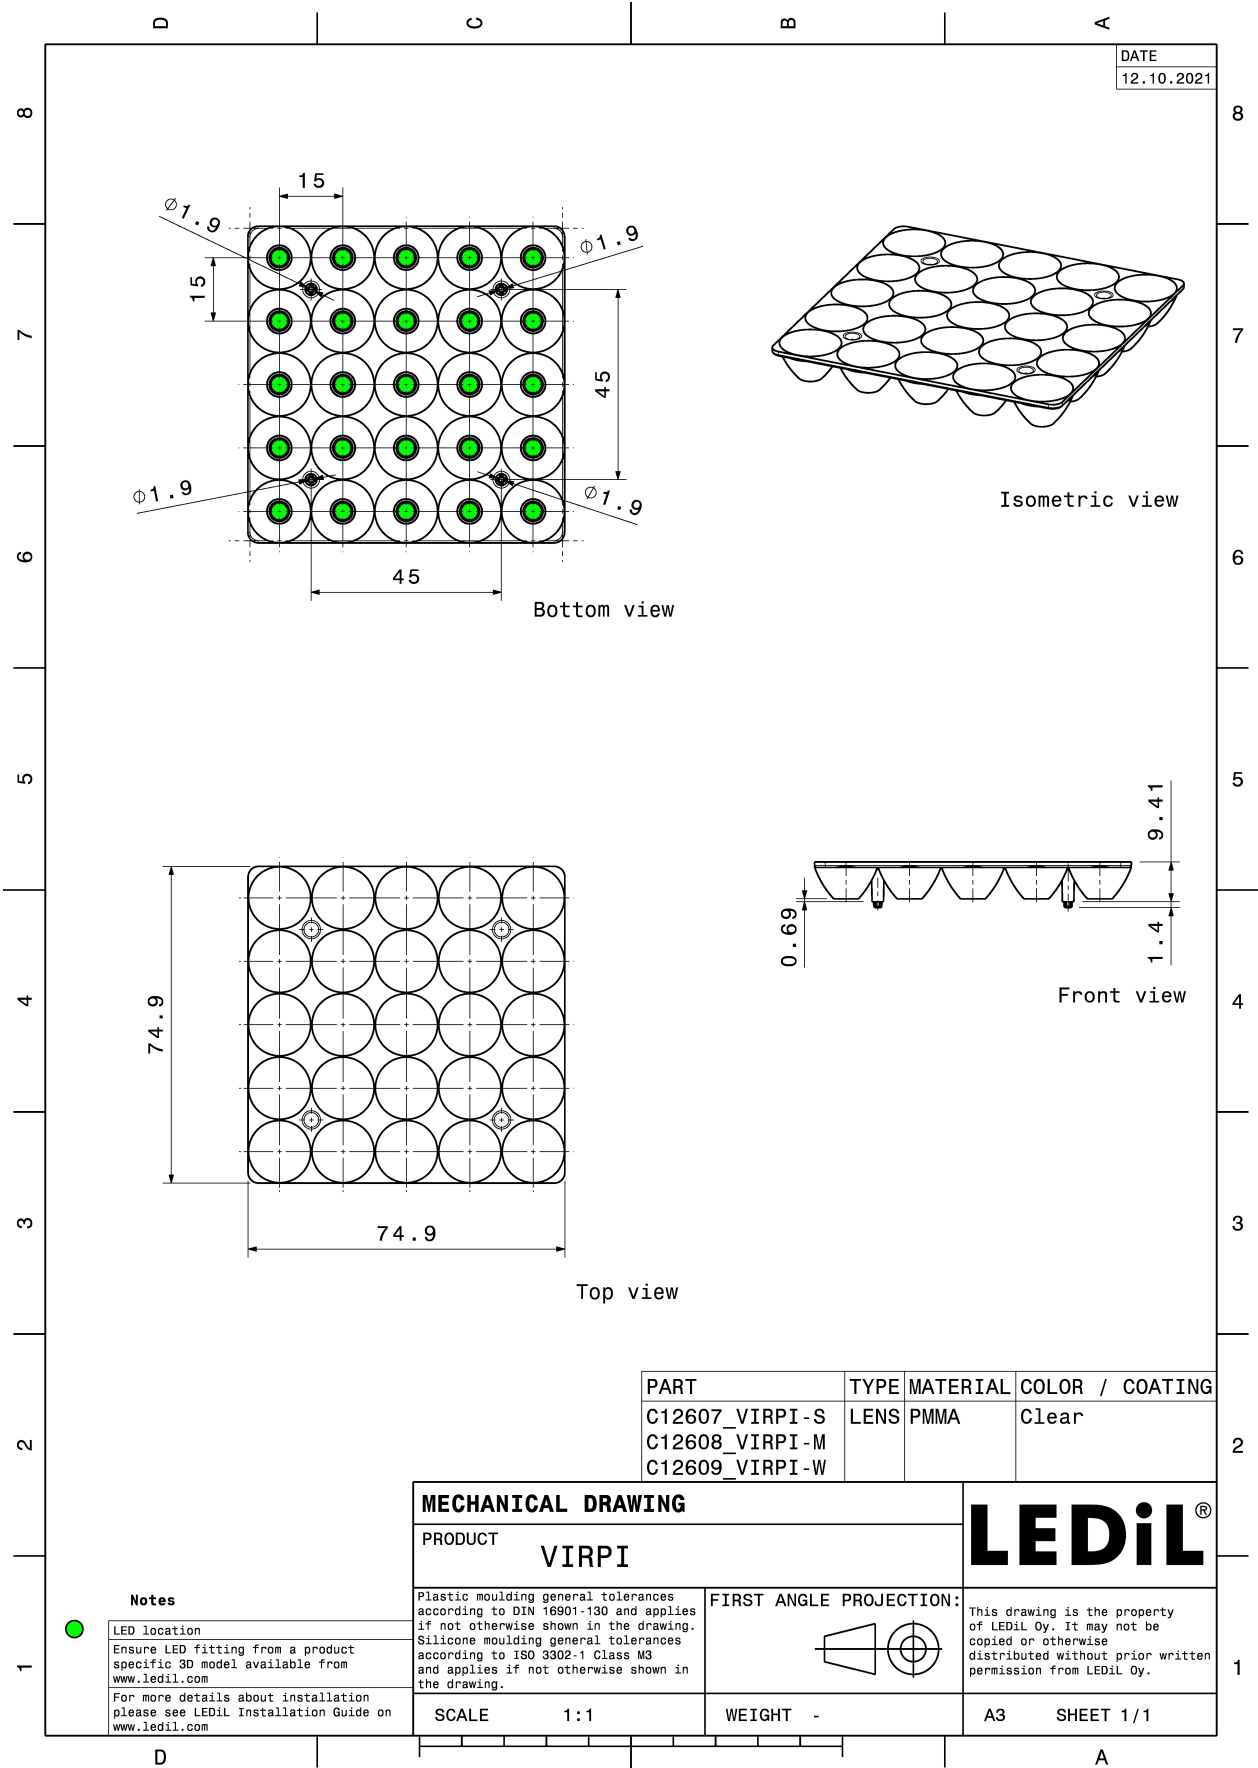 D C B A
DATE
12.10.2021
8 8
15
Ø1.9
Ø1.9
15
7 7
45
Ø1.9
Ø1.9
Isometric view
6 6
45
Bottom view
5 5
9.41
0.69
1.4
Front view
4 4
74.9
3 3
74.9
Top view
PART TYPE MATERIAL COLOR / COATING
C12607_VIRPI-S LENS PMMA Clear
C12608_VIRPI-M
C12609_VIRPI-W
2 2
MECHANICAL DRAWING
PRODUCT
VIRPI
LEDiL®
Notes
LED location
Ensure LED fitting from a product
specific 3D model available from
www.ledil.com
For more details about installation
please see LEDiL Installation Guide on
www.ledil.com
Plastic moulding general tolerances
according to DIN 16901-130 and applies
if not otherwise shown in the drawing.
Silicone moulding general tolerances
according to ISO 3302-1 Class M3
and applies if not otherwise shown in
the drawing.
FIRST ANGLE PROJECTION:
This drawing is the property
of LEDiL Oy. It may not be
copied or otherwise
distributed without prior written
permission from LEDiL Oy.
1 1
SCALE 1:1
WEIGHT -
A3 SHEET 1/1
D A